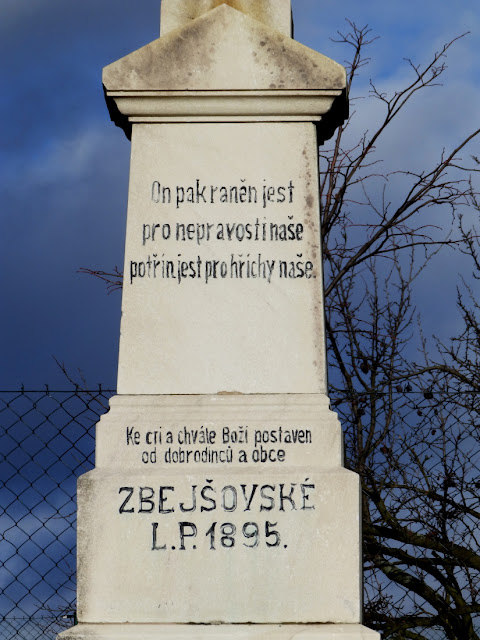 On pak raněn jest
pro nepravosti naše
potřin jest pro hříchy naše.
Ke cti a chvále Boží postaven
od dobrodinců a obce
ZBEJŠOVSKÉ
L.P. 1895.